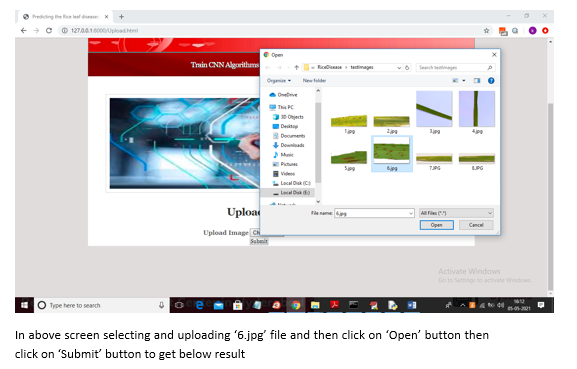 Predicting the Rice leaf disease
127.0.0.1:8000/Upload.html
Train CNN Algorithms
Open
RiceDisease > testImages
Search testImages
Organize
New folder
OneDrive
This PC
3D Objects
Desktop
Documents
Downloads
Music
Pictures
Videos
Local Disk (C:)
Local Disk (E:)
1.jpg
2.jpg
3.jpg
4.jpg
5.jpg
6.jpg
7.JPG
8.JPG
File name:
6.jpg
All Files (*.*)
Open
Cancel
Uploa
Upload Image
Ch
Submit
Activate Windows
Go to Settings to activate Windows.
Type here to search
16:12
05-05-2021
In above screen selecting and uploading ‘6.jpg’ file and then click on ‘Open’ button then
click on ‘Submit’ button to get below result